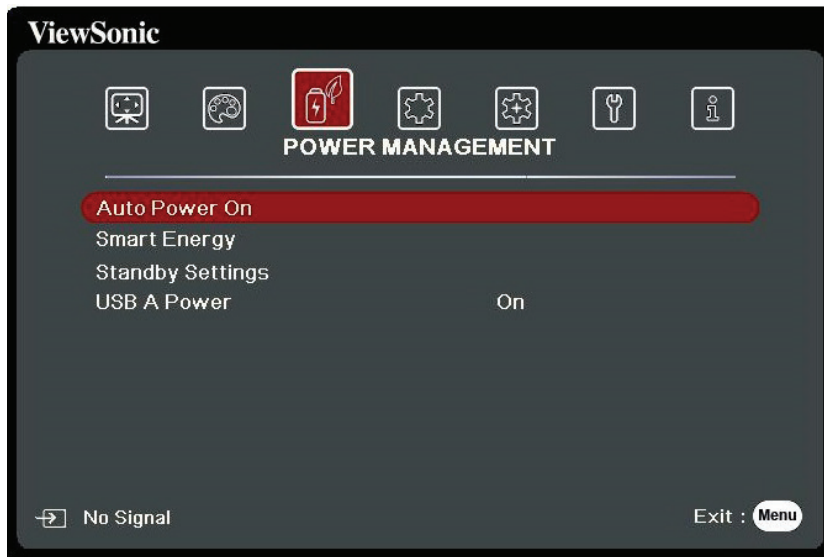 ViewSonic
POWER MANAGEMENT
Auto Power On
Smart Energy
Standby Settings
USB A Power On
No Signal
Exit : Menu